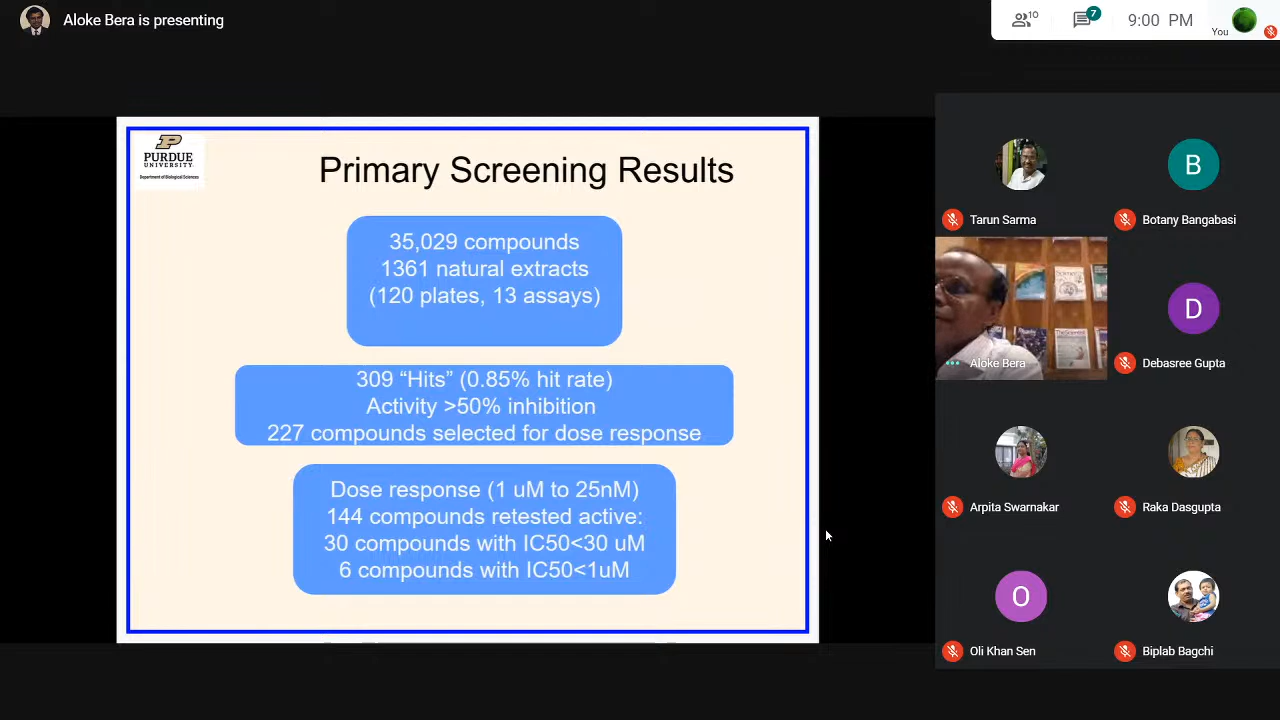 Aloke Bera is presenting
10
7
9:00 PM
You
P
PURDUE
UNIVERSITY
Department of Biological Sciences
Primary Screening Results
35,029 compounds
1361 natural extracts
(120 plates, 13 assays)
309 “Hits” (0.85% hit rate)
Activity >50% inhibition
227 compounds selected for dose response
Dose response (1 uM to 25nM)
144 compounds retested active:
30 compounds with IC50<30 uM
6 compounds with IC50<1uM
Tarun Sarma
B
Botany Bangabasi
Aloke Bera
D
Debasree Gupta
Arpita Swarnakar
Raka Dasgupta
O
Oli Khan Sen
Biplab Bagchi